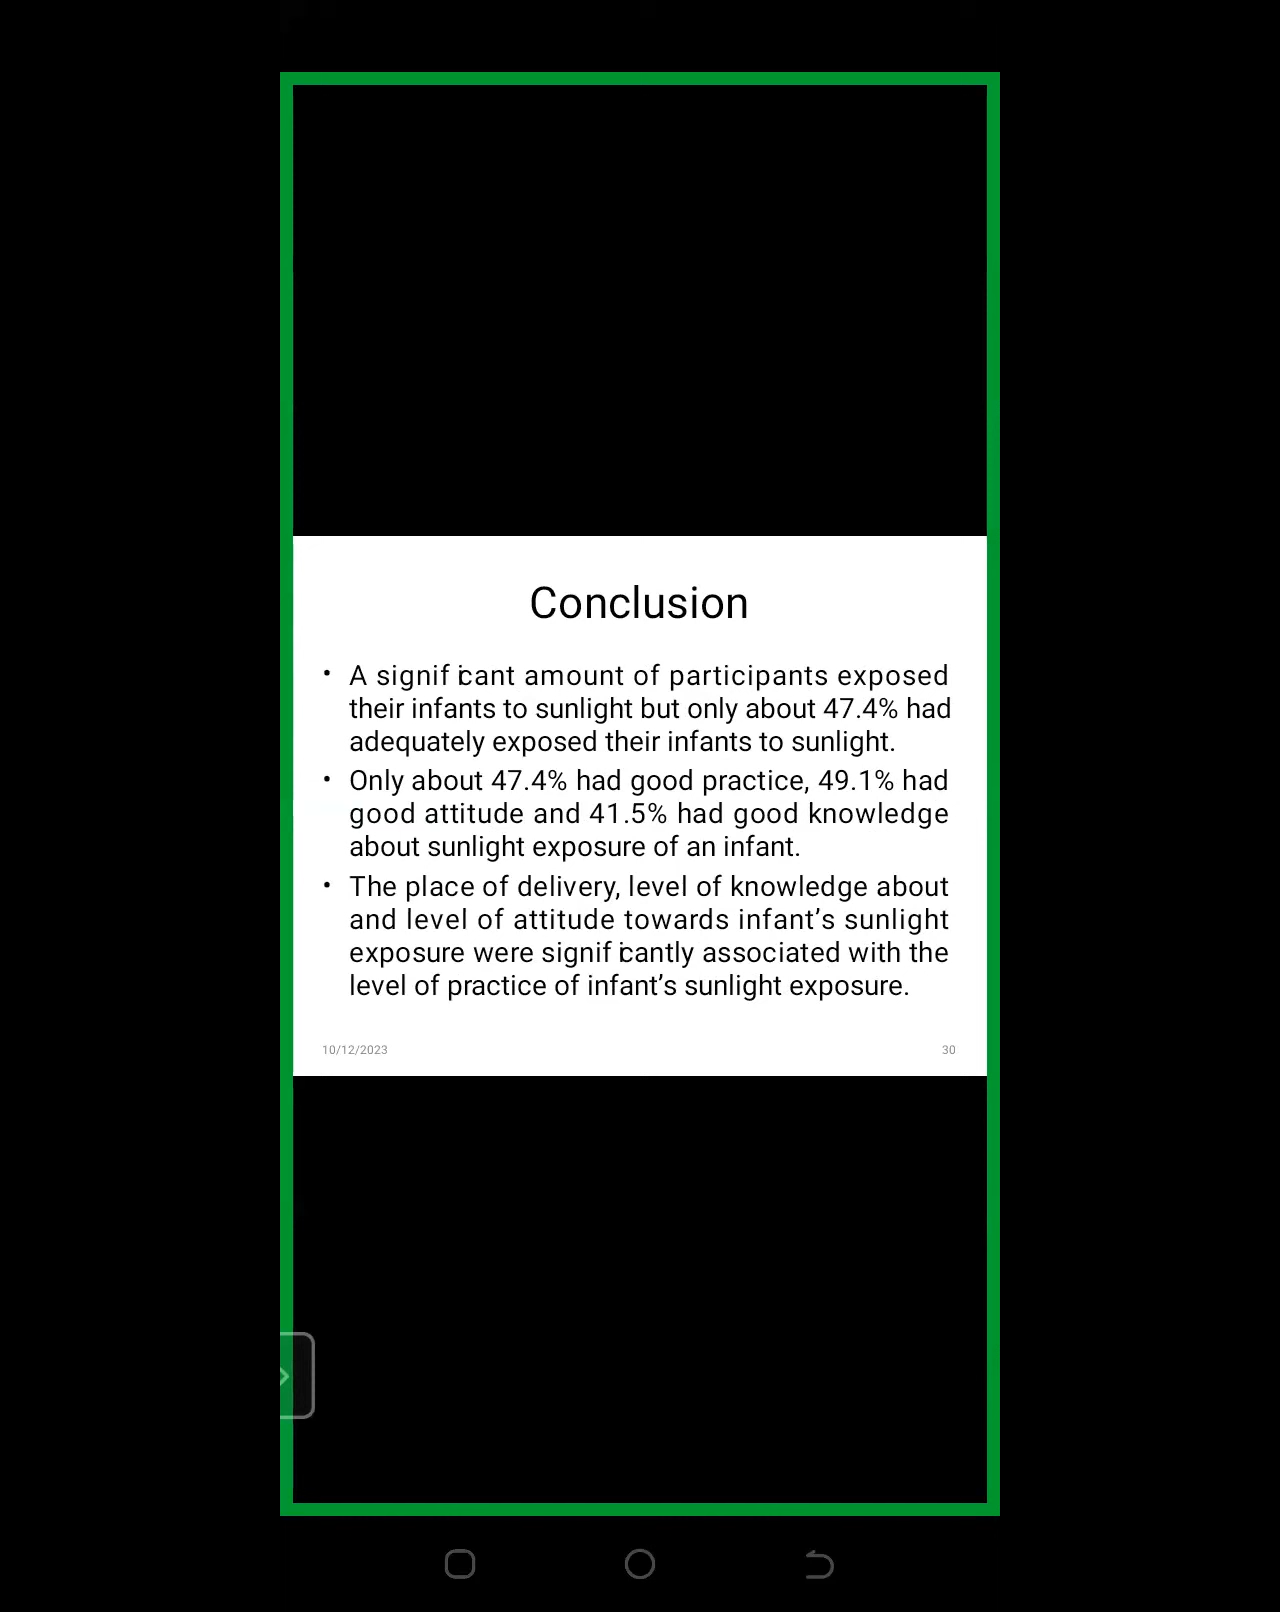 Conclusion
• A significant amount of participants exposed
their infants to sunlight but only about 47.4% had
adequately exposed their infants to sunlight.
• Only about 47.4% had good practice, 49.1% had
good attitude and 41.5% had good knowledge
about sunlight exposure of an infant.
• The place of delivery, level of knowledge about
and level of attitude towards infant’s sunlight
exposure were significantly associated with the
level of practice of infant’s sunlight exposure.
10/12/2023 30